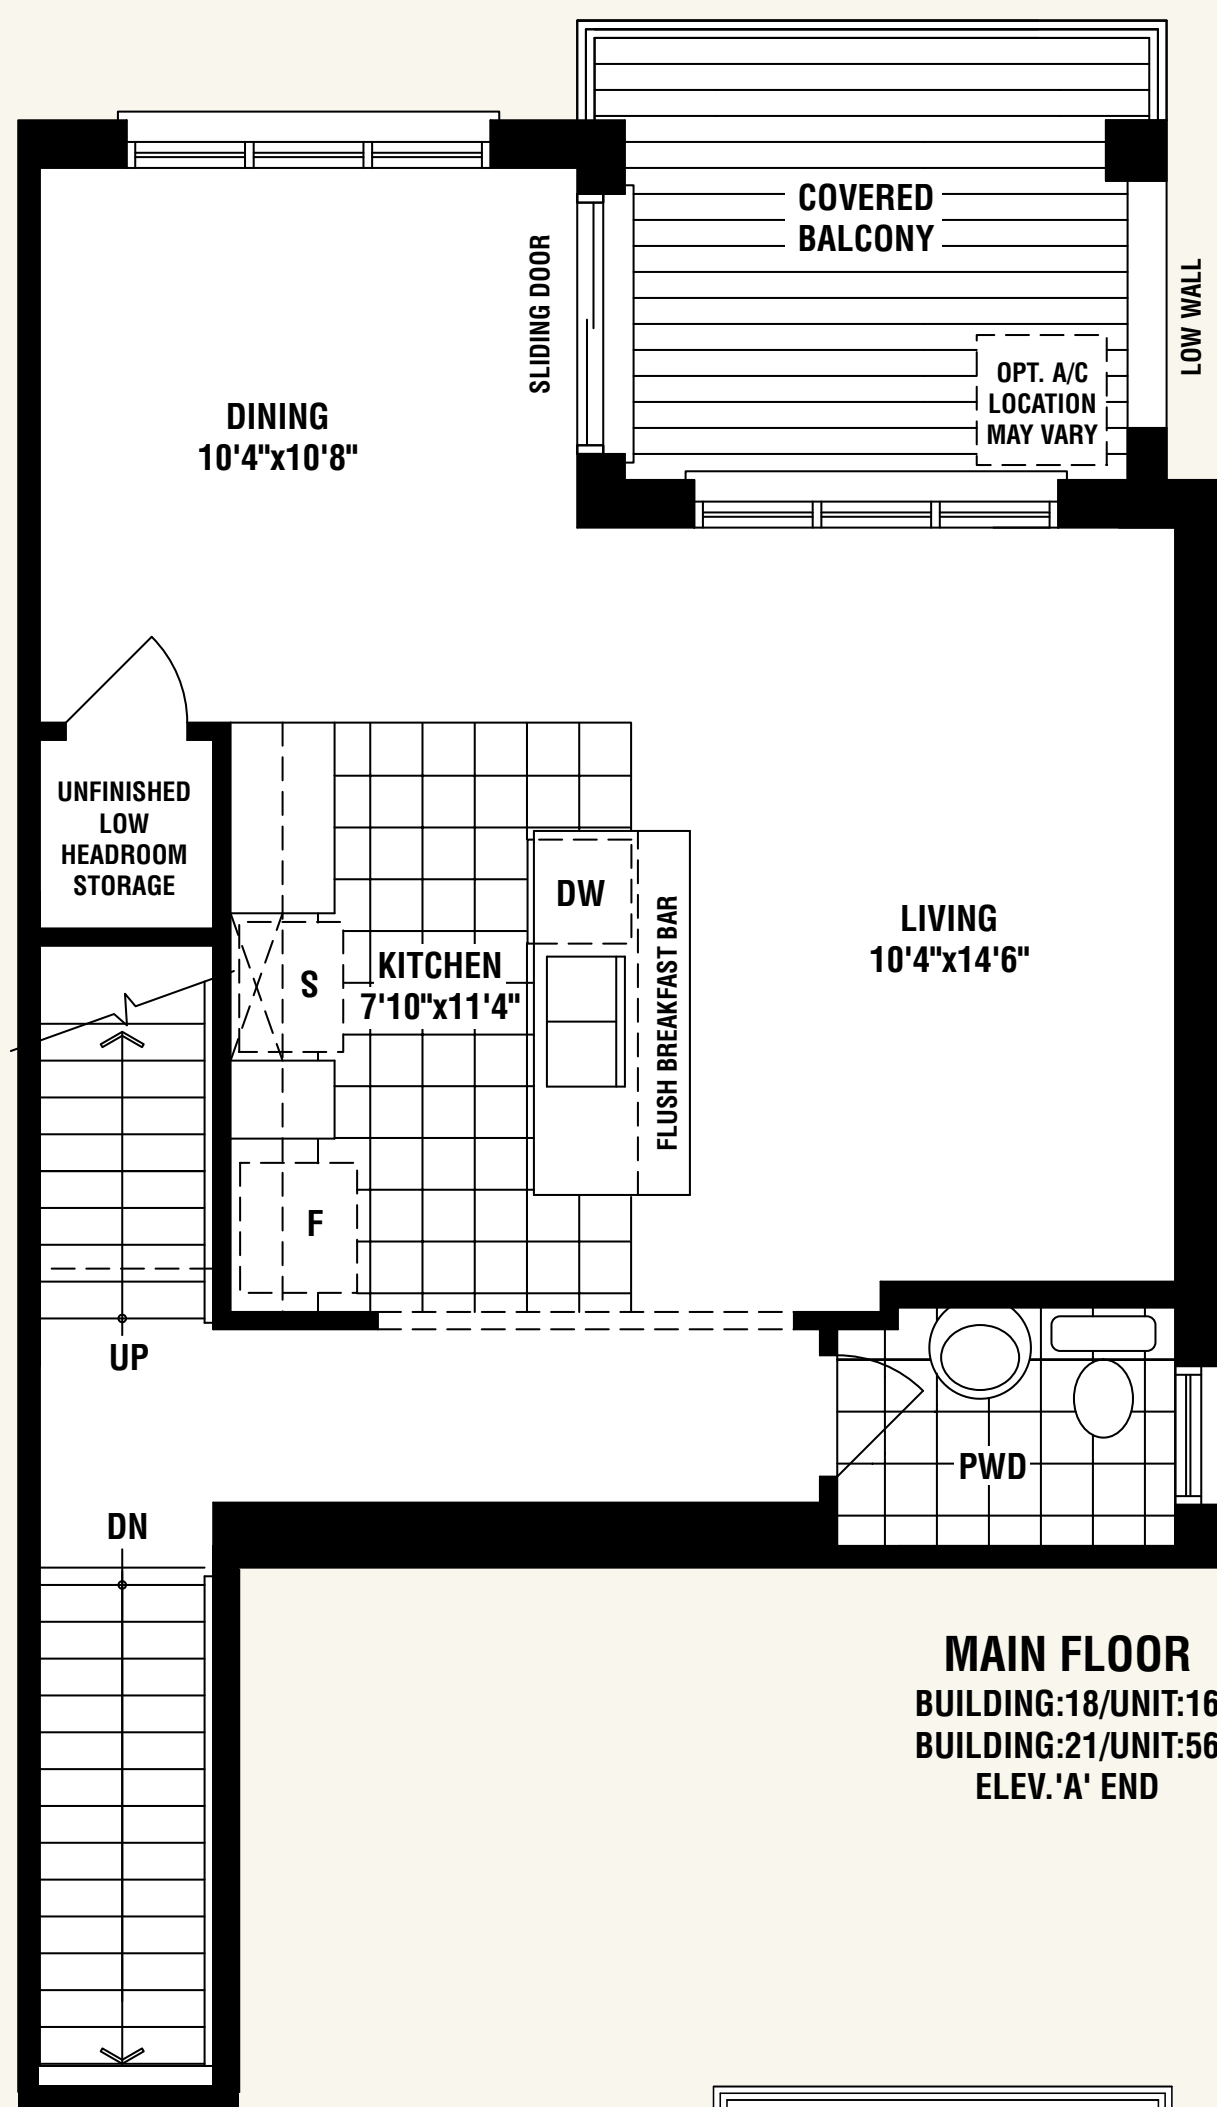 COVERED
BALCONY
SLIDING DOOR
LOW WALL
OPT. A/C
LOCATION
MAY VARY
DINING
10'4"x10'8"
UNFINISHED
LOW
HEADROOM
STORAGE
DW
FLUSH BREAKFAST BAR
LIVING
10'4"x14'6"
KITCHEN
7'10"x11'4"
S
F
UP
PWD
DN
MAIN FLOOR
BUILDING:18/UNIT:16
BUILDING:21/UNIT:56
ELEV.'A' END